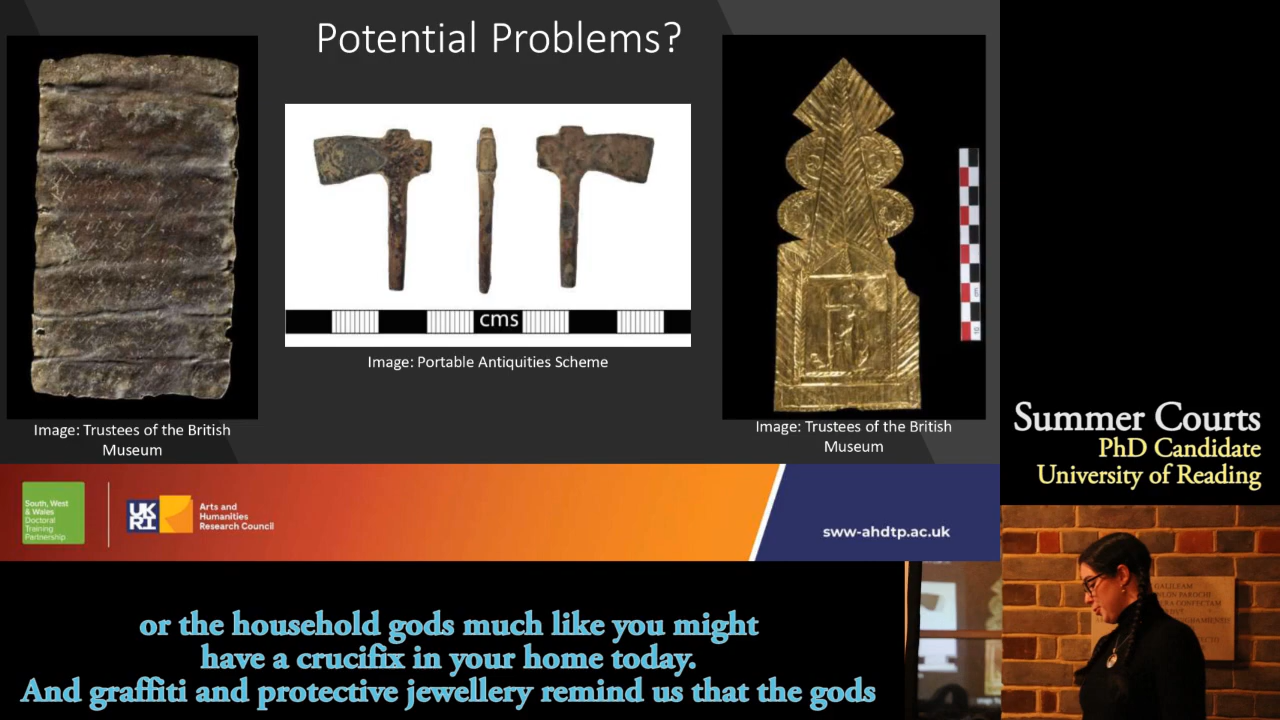 Potential Problems?
cms
Image: Portable Antiquities Scheme
Image: Trustees of the British
Museum
Image: Trustees of the British
Museum
South, West
& Wales
Doctoral
Training
Partnership
UKRI
Arts and
Humanities
Research Council
sww-ahdtp.ac.uk
Summer Courts
PhD Candidate
University of Reading
GALILEAM
PAROCHI
CONFECTAM
or the household gods much like you might
have a crucifix in your home today.
And graffiti and protective jewellery remind us that the gods